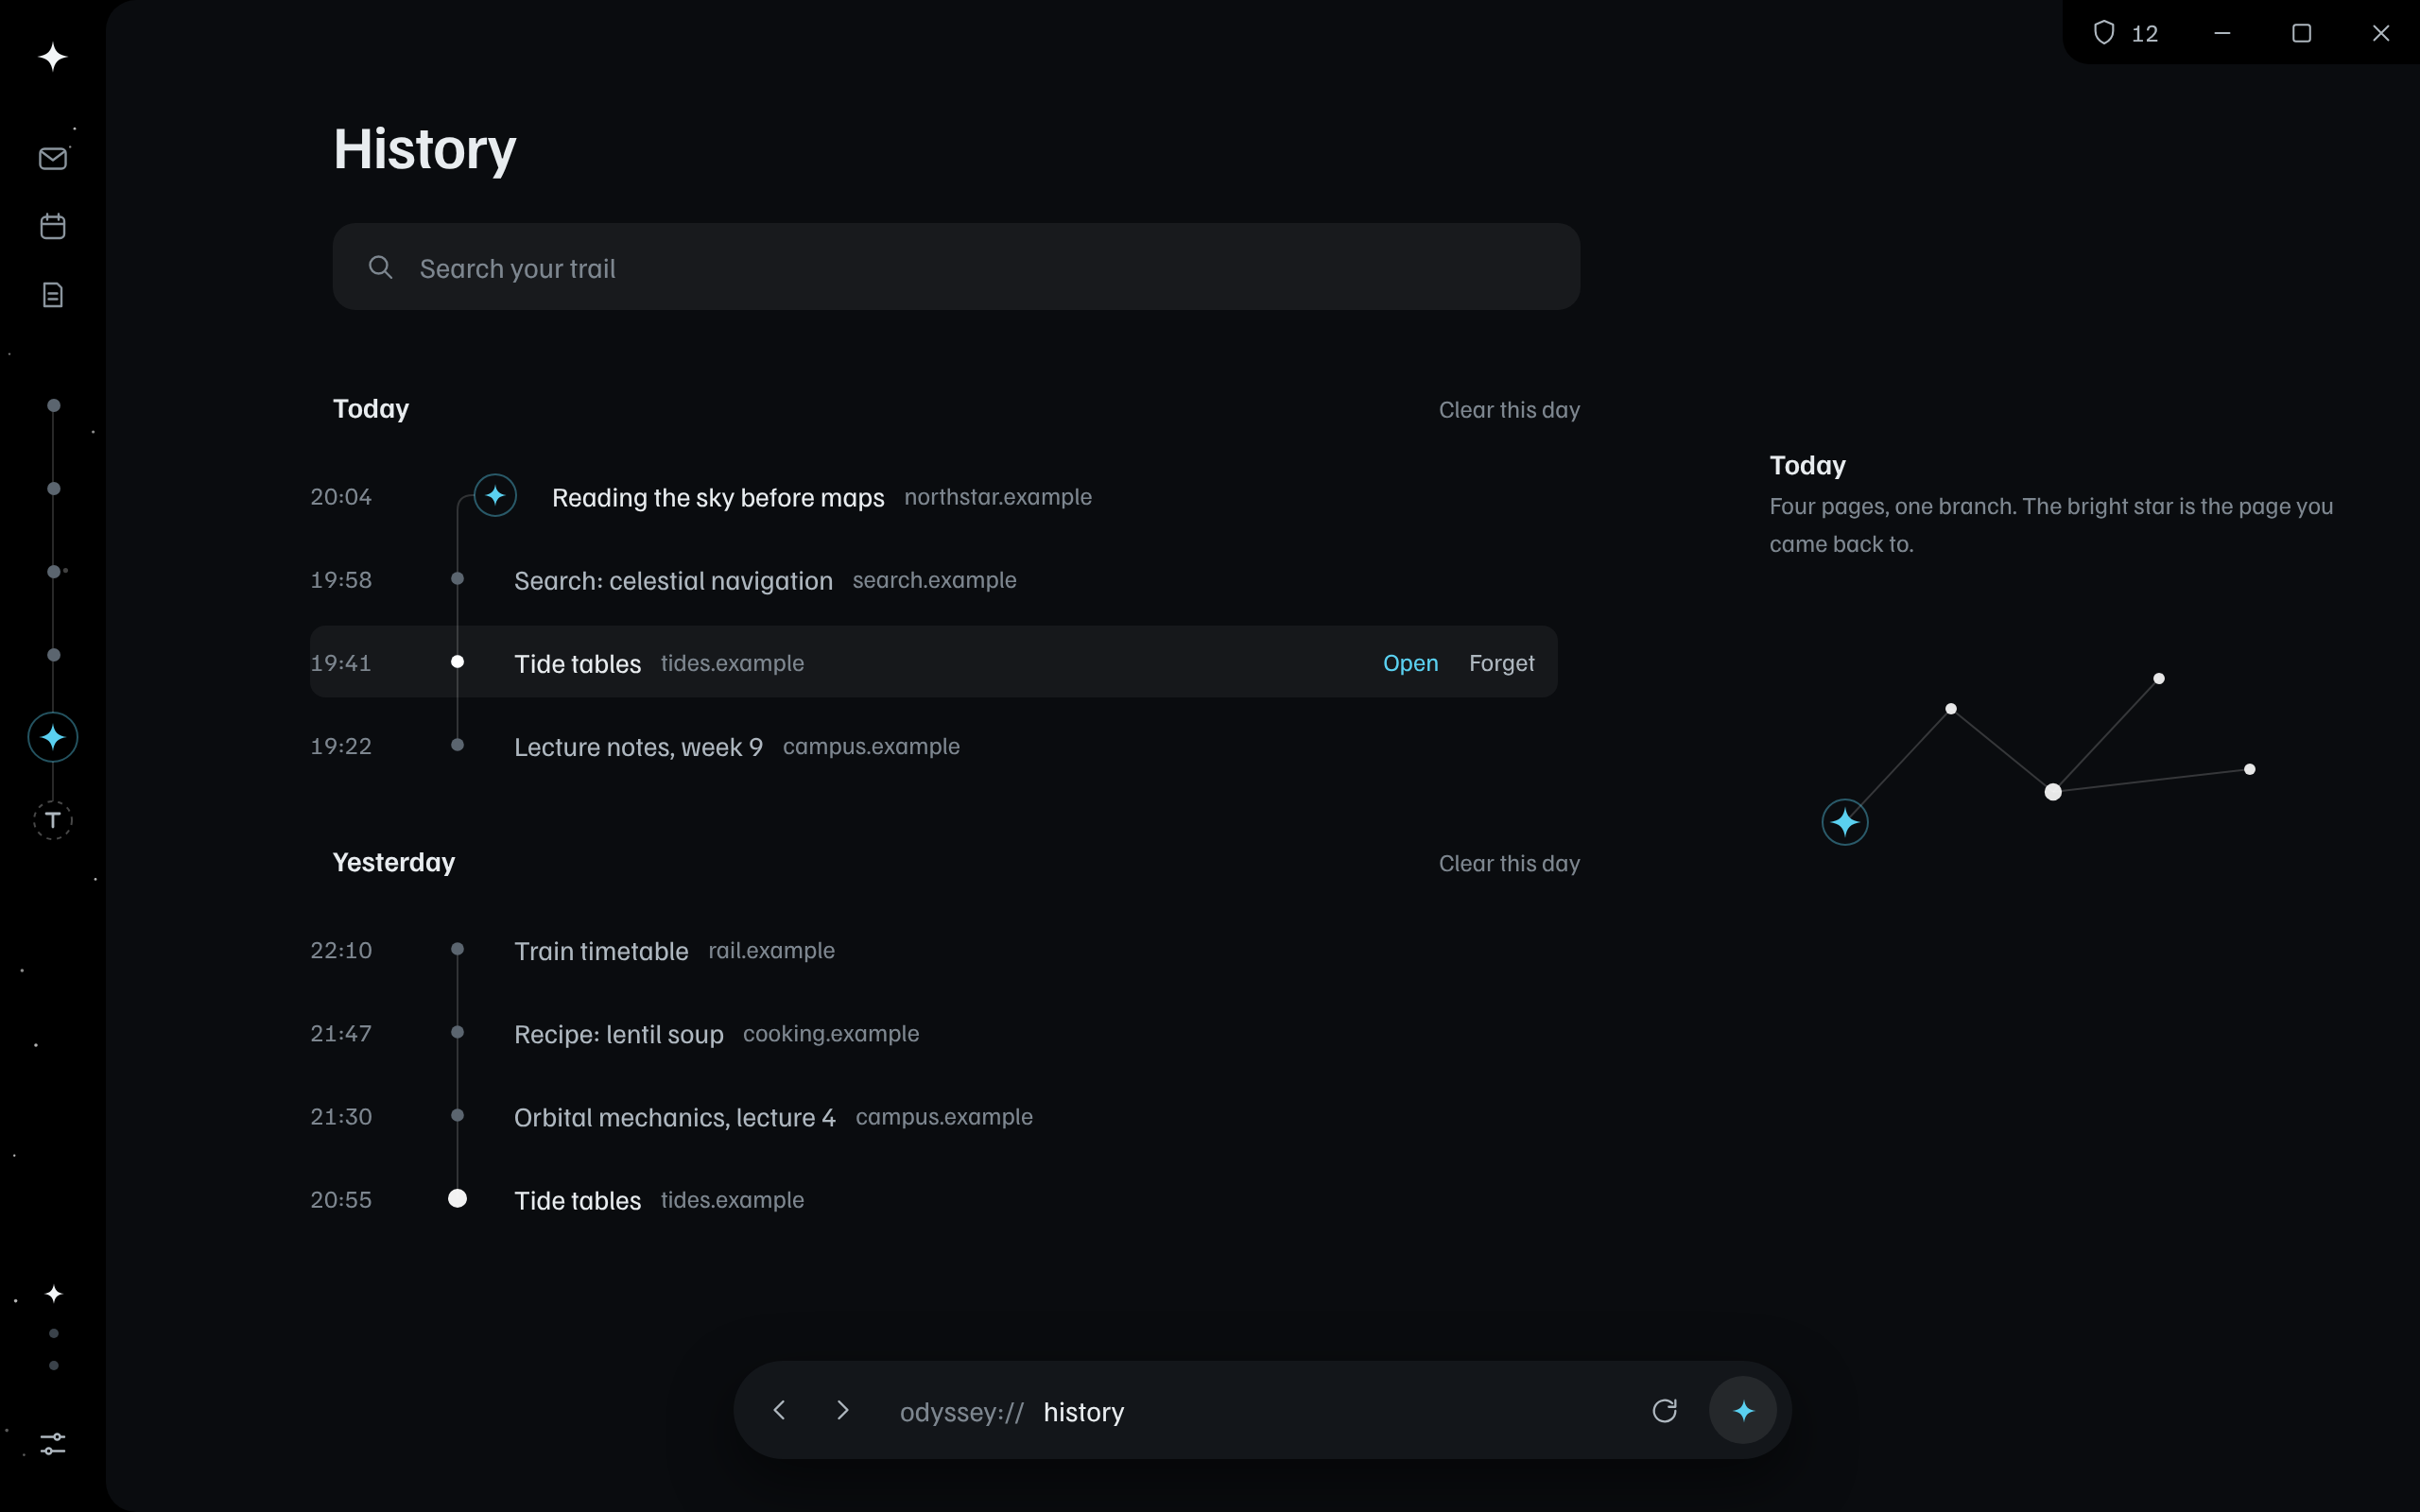 12
History
Search your trail
Today
Clear this day
20:04 Reading the sky before maps northstar.example
19:58 Search: celestial navigation search.example
19:41 Tide tables tides.example Open Forget
19:22 Lecture notes, week 9 campus.example
Today
Four pages, one branch. The bright star is the page you
came back to.
T
Yesterday
Clear this day
22:10 Train timetable rail.example
21:47 Recipe: lentil soup cooking.example
21:30 Orbital mechanics, lecture 4 campus.example
20:55 Tide tables tides.example
odyssey:// history